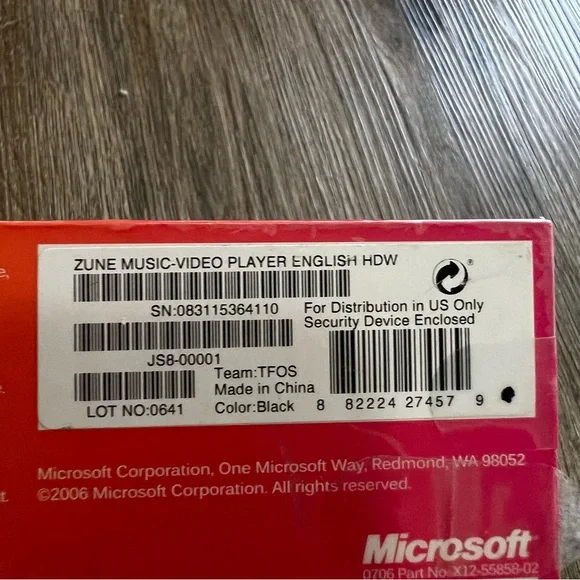 ZUNE MUSIC-VIDEO PLAYER ENGLISH HDW
SN:083115364110
For Distribution in US Only
Security Device Enclosed
JS8-00001
Team:TFOS
Made in China
LOT NO:0641
Color:Black
8 82224 27457 9
Microsoft Corporation, One Microsoft Way, Redmond, WA 98052
©2006 Microsoft Corporation. All rights reserved.
Microsoft
0706 Part No. X12-55858-02